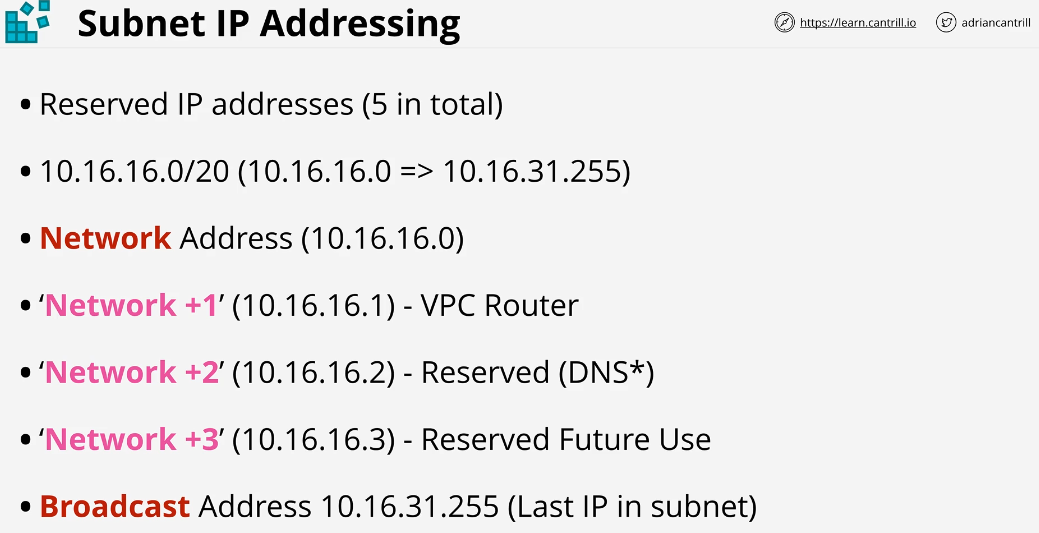 Subnet IP Addressing
https://learn.cantrill.io
adriancantrill
• Reserved IP addresses (5 in total)
• 10.16.16.0/20 (10.16.16.0 => 10.16.31.255)
• Network Address (10.16.16.0)
• ‘Network +1’ (10.16.16.1) - VPC Router
• ‘Network +2’ (10.16.16.2) - Reserved (DNS*)
• ‘Network +3’ (10.16.16.3) - Reserved Future Use
• Broadcast Address 10.16.31.255 (Last IP in subnet)